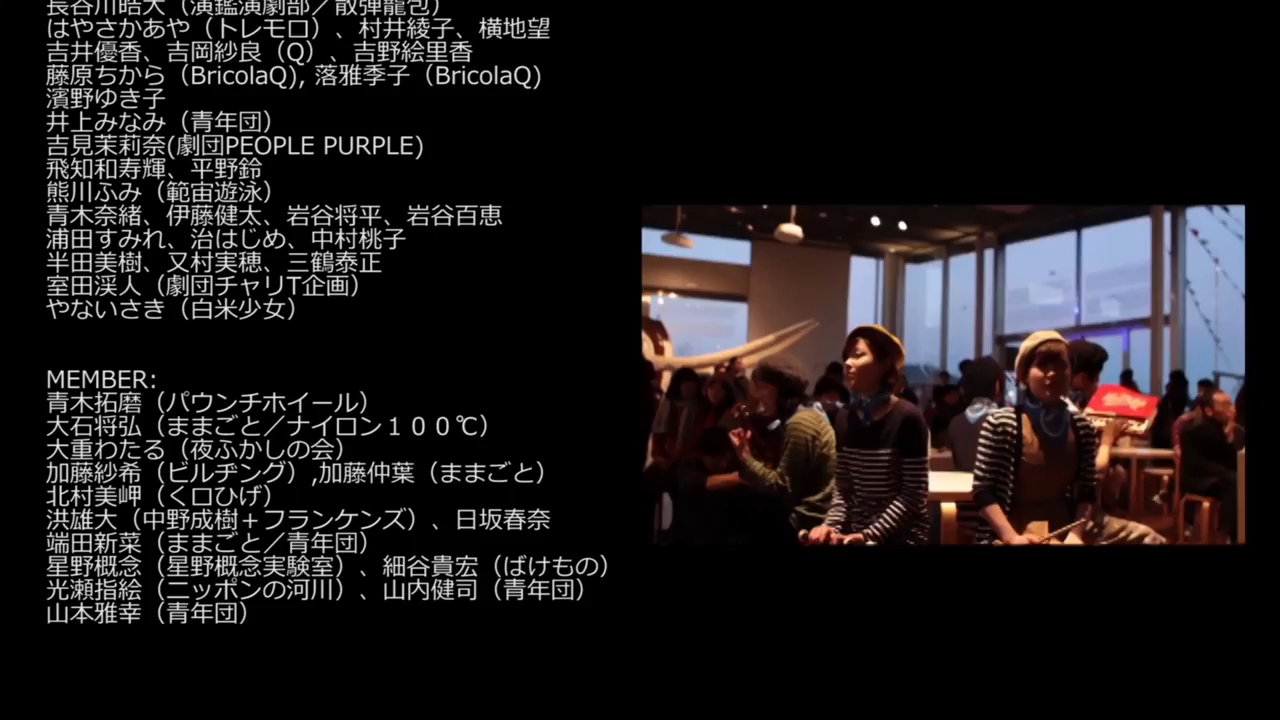 長谷川皓大（演鑑演劇部／散弾龍包）
はやさかあや（トレモロ）、村井綾子、横地望
吉井優香、吉岡紗良（Q）、吉野絵里香
藤原ちから（BricolaQ), 落雅季子（BricolaQ)
濱野ゆき子
井上みなみ（青年団）
吉見茉莉奈(劇団PEOPLE PURPLE)
飛知和寿輝、平野鈴
熊川ふみ（範宙遊泳）
青木奈緒、伊藤健太、岩谷将平、岩谷百恵
浦田すみれ、治はじめ、中村桃子
半田美樹、又村実穂、三鶴泰正
室田渓人（劇団チャリT企画）
やないさき（白米少女）
MEMBER:
青木拓磨（パウンチホイール）
大石将弘（ままごと／ナイロン１００℃）
大重わたる（夜ふかしの会）
加藤紗希（ビルヂング）,加藤仲葉（ままごと）
北村美岬（くロひげ）
洪雄大（中野成樹＋フランケンズ）、日坂春奈
端田新菜（ままごと／青年団）
星野概念（星野概念実験室）、細谷貴宏（ばけもの）
光瀬指絵（ニッポンの河川）、山内健司（青年団）
山本雅幸（青年団）